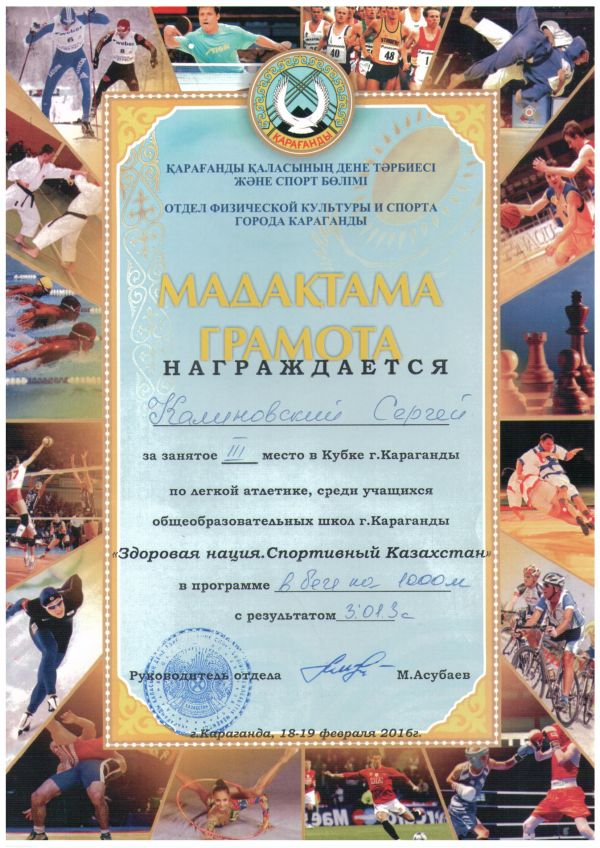 ҚАРАҒАНДЫ
ҚАРАҒАНДЫ ҚАЛАСЫНЫҢ ДЕНЕ ТӘРБИЕСІ
ЖӘНЕ СПОРТ БӨЛІМІ
ОТДЕЛ ФИЗИЧЕСКОЙ КУЛЬТУРЫ И СПОРТА
ГОРОДА КАРАГАНДЫ
МАДАҚТАМА
ГРАМОТА
НАГРАЖДАЕТСЯ
Калиновский Сергей
за занятое III место в Кубке г.Караганды
по легкой атлетике, среди учащихся
общеобразовательных школ г.Караганды
«Здоровая нация.Спортивный Казахстан»
в программе в беге на 1000м
с результатом 3:01.3с
Руководитель отдела М.Асубаев
г.Караганда, 18-19 февраля 2016г.